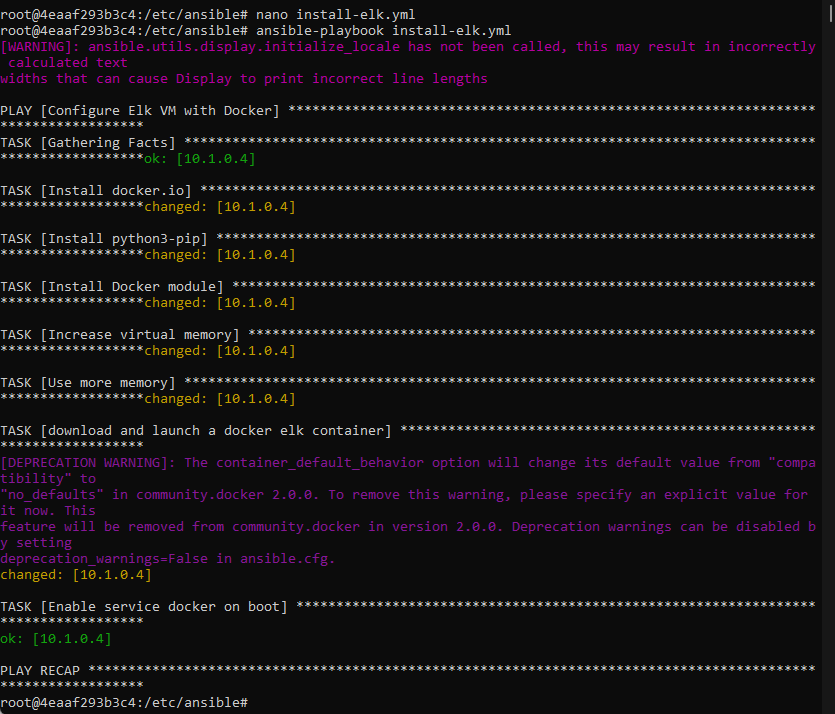 root@4eaaf293b3c4:/etc/ansible# nano install-elk.yml
root@4eaaf293b3c4:/etc/ansible# ansible-playbook install-elk.yml
[WARNING]: ansible.utils.display.initialize_locale has not been called, this may result in incorrectly
 calculated text
widths that can cause Display to print incorrect line lengths
PLAY [Configure Elk VM with Docker] ******************************************************************
******************
TASK [Gathering Facts] *******************************************************************************
******************ok: [10.1.0.4]
TASK [Install docker.io] *****************************************************************************
******************changed: [10.1.0.4]
TASK [Install python3-pip] ***************************************************************************
******************changed: [10.1.0.4]
TASK [Install Docker module] *************************************************************************
******************changed: [10.1.0.4]
TASK [Increase virtual memory] ***********************************************************************
******************changed: [10.1.0.4]
TASK [Use more memory] *******************************************************************************
******************changed: [10.1.0.4]
TASK [download and launch a docker elk container] ****************************************************
******************
[DEPRECATION WARNING]: The container_default_behavior option will change its default value from "compa
tibility" to
"no_defaults" in community.docker 2.0.0. To remove this warning, please specify an explicit value for
it now. This
feature will be removed from community.docker in version 2.0.0. Deprecation warnings can be disabled b
y setting
deprecation_warnings=False in ansible.cfg.
changed: [10.1.0.4]
TASK [Enable service docker on boot] *****************************************************************
******************
ok: [10.1.0.4]
PLAY RECAP *******************************************************************************************
******************
root@4eaaf293b3c4:/etc/ansible#